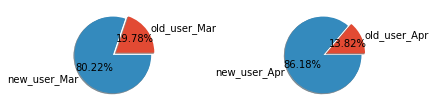 old_user_Mar
19.78%
80.22%
new_user_Mar
old_user_Apr
13.82%
86.18%
new_user_Apr